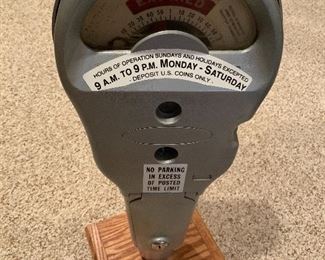 EXPIRED
HOURS OF OPERATION SUNDAYS AND HOLIDAYS EXCEPTED
9 A.M. TO 9 P.M. MONDAY - SATURDAY
- DEPOSIT U.S. COINS ONLY -
NO PARKING
IN EXCESS
OF POSTED
TIME LIMIT